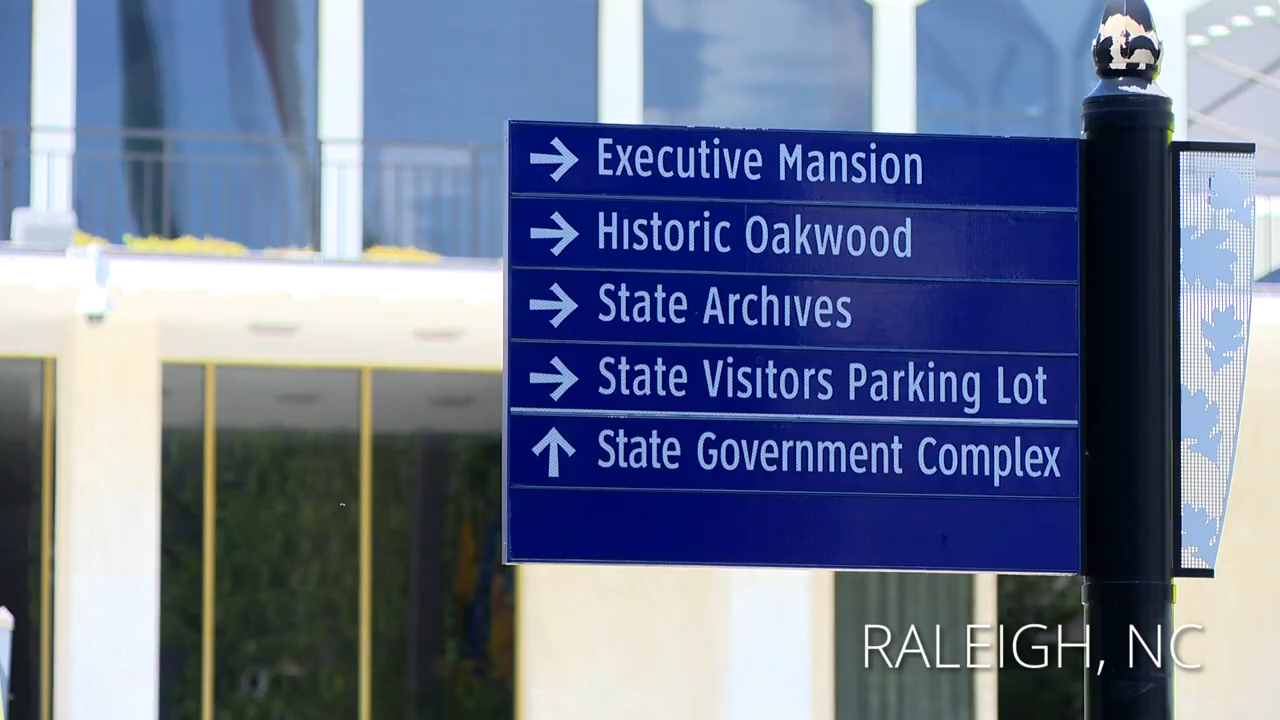 → Executive Mansion
→ Historic Oakwood
→ State Archives
→ State Visitors Parking Lot
↑ State Government Complex
RALEIGH, NC